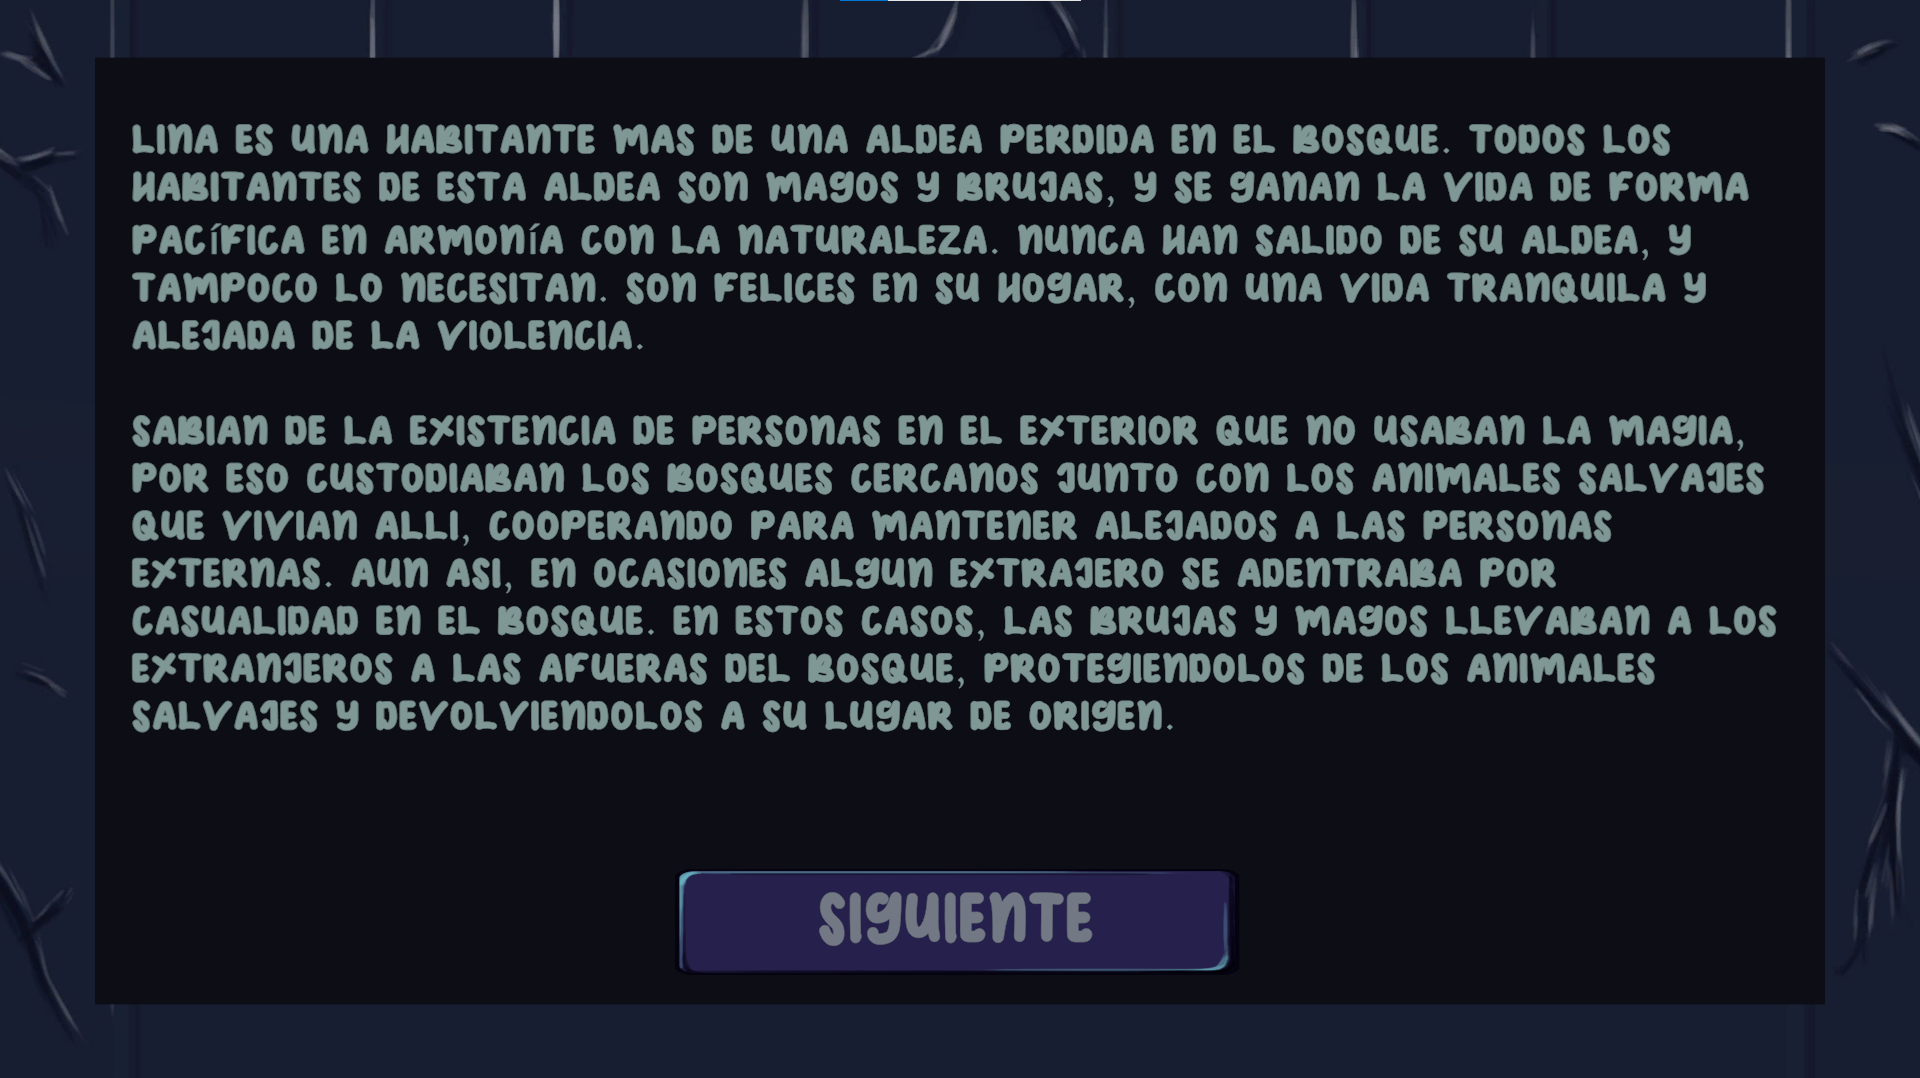 LINA ES UNA HABITANTE MAS DE UNA ALDEA PERDIDA EN EL BOSQUE. TODOS LOS
HABITANTES DE ESTA ALDEA SON MAGOS Y BRUJAS, Y SE GANAN LA VIDA DE FORMA
PACÍFICA EN ARMONÍA CON LA NATURALEZA. NUNCA HAN SALIDO DE SU ALDEA, Y
TAMPOCO LO NECESITAN. SON FELICES EN SU HOGAR, CON UNA VIDA TRANQUILA Y
ALEJADA DE LA VIOLENCIA.
SABIAN DE LA EXISTENCIA DE PERSONAS EN EL EXTERIOR QUE NO USABAN LA MAGIA,
POR ESO CUSTODIABAN LOS BOSQUES CERCANOS JUNTO CON LOS ANIMALES SALVAJES
QUE VIVIAN ALLI, COOPERANDO PARA MANTENER ALEJADOS A LAS PERSONAS
EXTERNAS. AUN ASI, EN OCASIONES ALGUN EXTRAJERO SE ADENTRABA POR
CASUALIDAD EN EL BOSQUE. EN ESTOS CASOS, LAS BRUJAS Y MAGOS LLEVABAN A LOS
EXTRANJEROS A LAS AFUERAS DEL BOSQUE, PROTEGIENDOLOS DE LOS ANIMALES
SALVAJES Y DEVOLVIENDOLOS A SU LUGAR DE ORIGEN.
SIGUIENTE